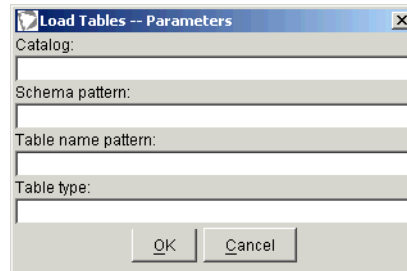 Load Tables -- Parameters
Catalog:
Schema pattern:
Table name pattern:
Table type:
OK Cancel